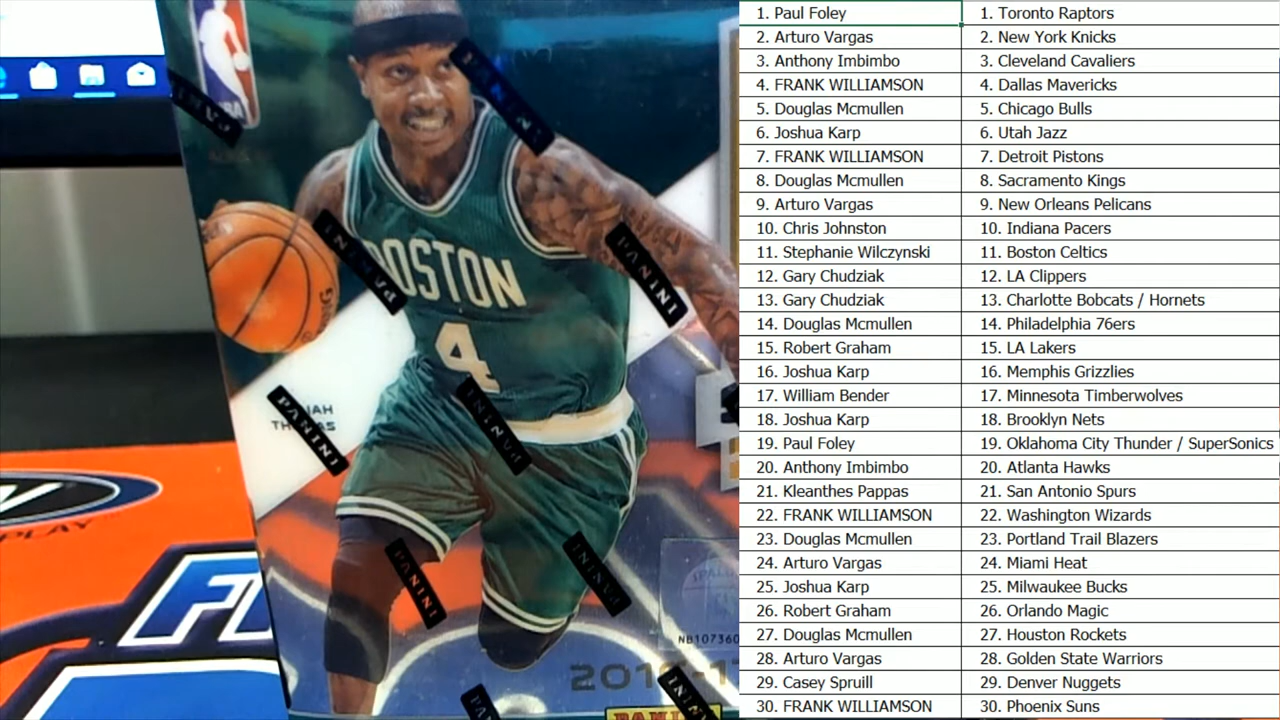 1. Paul Foley 1. Toronto Raptors
2. Arturo Vargas 2. New York Knicks
3. Anthony Imbimbo 3. Cleveland Cavaliers
4. FRANK WILLIAMSON 4. Dallas Mavericks
5. Douglas Mcmullen 5. Chicago Bulls
6. Joshua Karp 6. Utah Jazz
7. FRANK WILLIAMSON 7. Detroit Pistons
8. Douglas Mcmullen 8. Sacramento Kings
9. Arturo Vargas 9. New Orleans Pelicans
10. Chris Johnston 10. Indiana Pacers
11. Stephanie Wilczynski 11. Boston Celtics
12. Gary Chudziak 12. LA Clippers
13. Gary Chudziak 13. Charlotte Bobcats / Hornets
14. Douglas Mcmullen 14. Philadelphia 76ers
15. Robert Graham 15. LA Lakers
16. Joshua Karp 16. Memphis Grizzlies
17. William Bender 17. Minnesota Timberwolves
18. Joshua Karp 18. Brooklyn Nets
19. Paul Foley 19. Oklahoma City Thunder / SuperSonics
20. Anthony Imbimbo 20. Atlanta Hawks
21. Kleanthes Pappas 21. San Antonio Spurs
22. FRANK WILLIAMSON 22. Washington Wizards
23. Douglas Mcmullen 23. Portland Trail Blazers
24. Arturo Vargas 24. Miami Heat
25. Joshua Karp 25. Milwaukee Bucks
26. Robert Graham 26. Orlando Magic
27. Douglas Mcmullen 27. Houston Rockets
28. Arturo Vargas 28. Golden State Warriors
29. Casey Spruill 29. Denver Nuggets
30. FRANK WILLIAMSON 30. Phoenix Suns
NBA
PANINI
PANINI
PANINI
PANINI
BOSTON
4
PANINI
PANINI
PANINI
PANINI
NB107360
PANINI